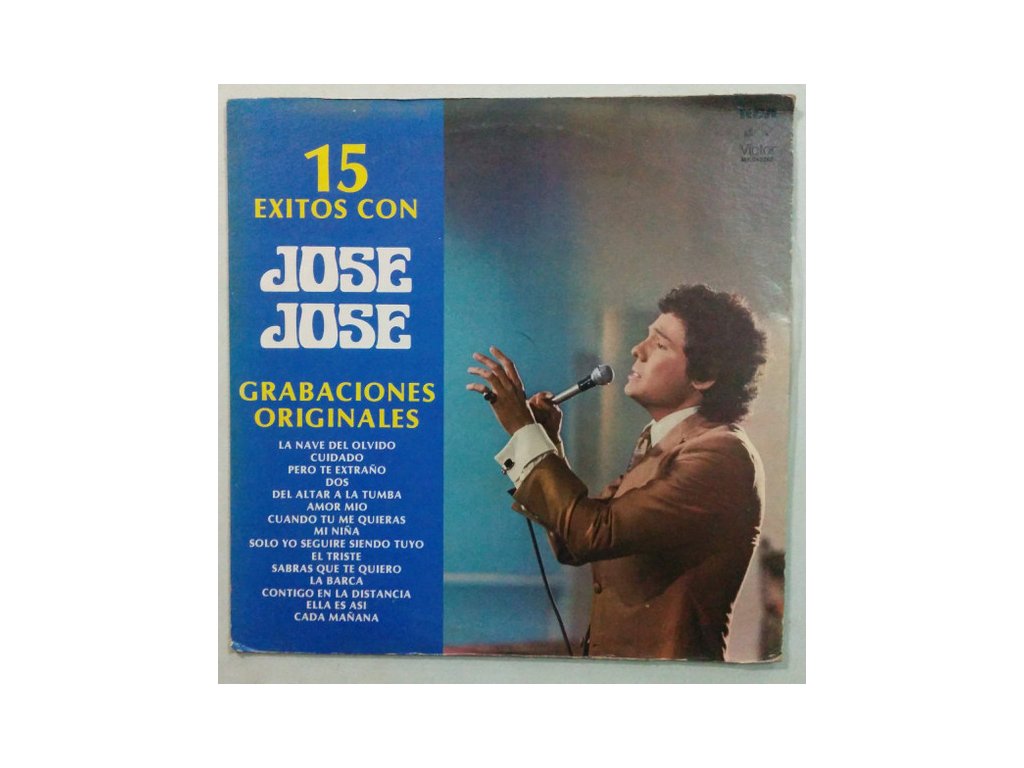 15
EXITOS CON
JOSE
JOSE
GRABACIONES
ORIGINALES
LA NAVE DEL OLVIDO
CUIDADO
PERO TE EXTRAÑO
DOS
DEL ALTAR A LA TUMBA
AMOR MIO
CUANDO TU ME QUIERAS
MI NIÑA
SOLO YO SEGUIRE SIENDO TUYO
EL TRISTE
SABRAS QUE TE QUIERO
LA BARCA
CONTIGO EN LA DISTANCIA
ELLA ES ASI
CADA MAÑANA
RCA
Victor